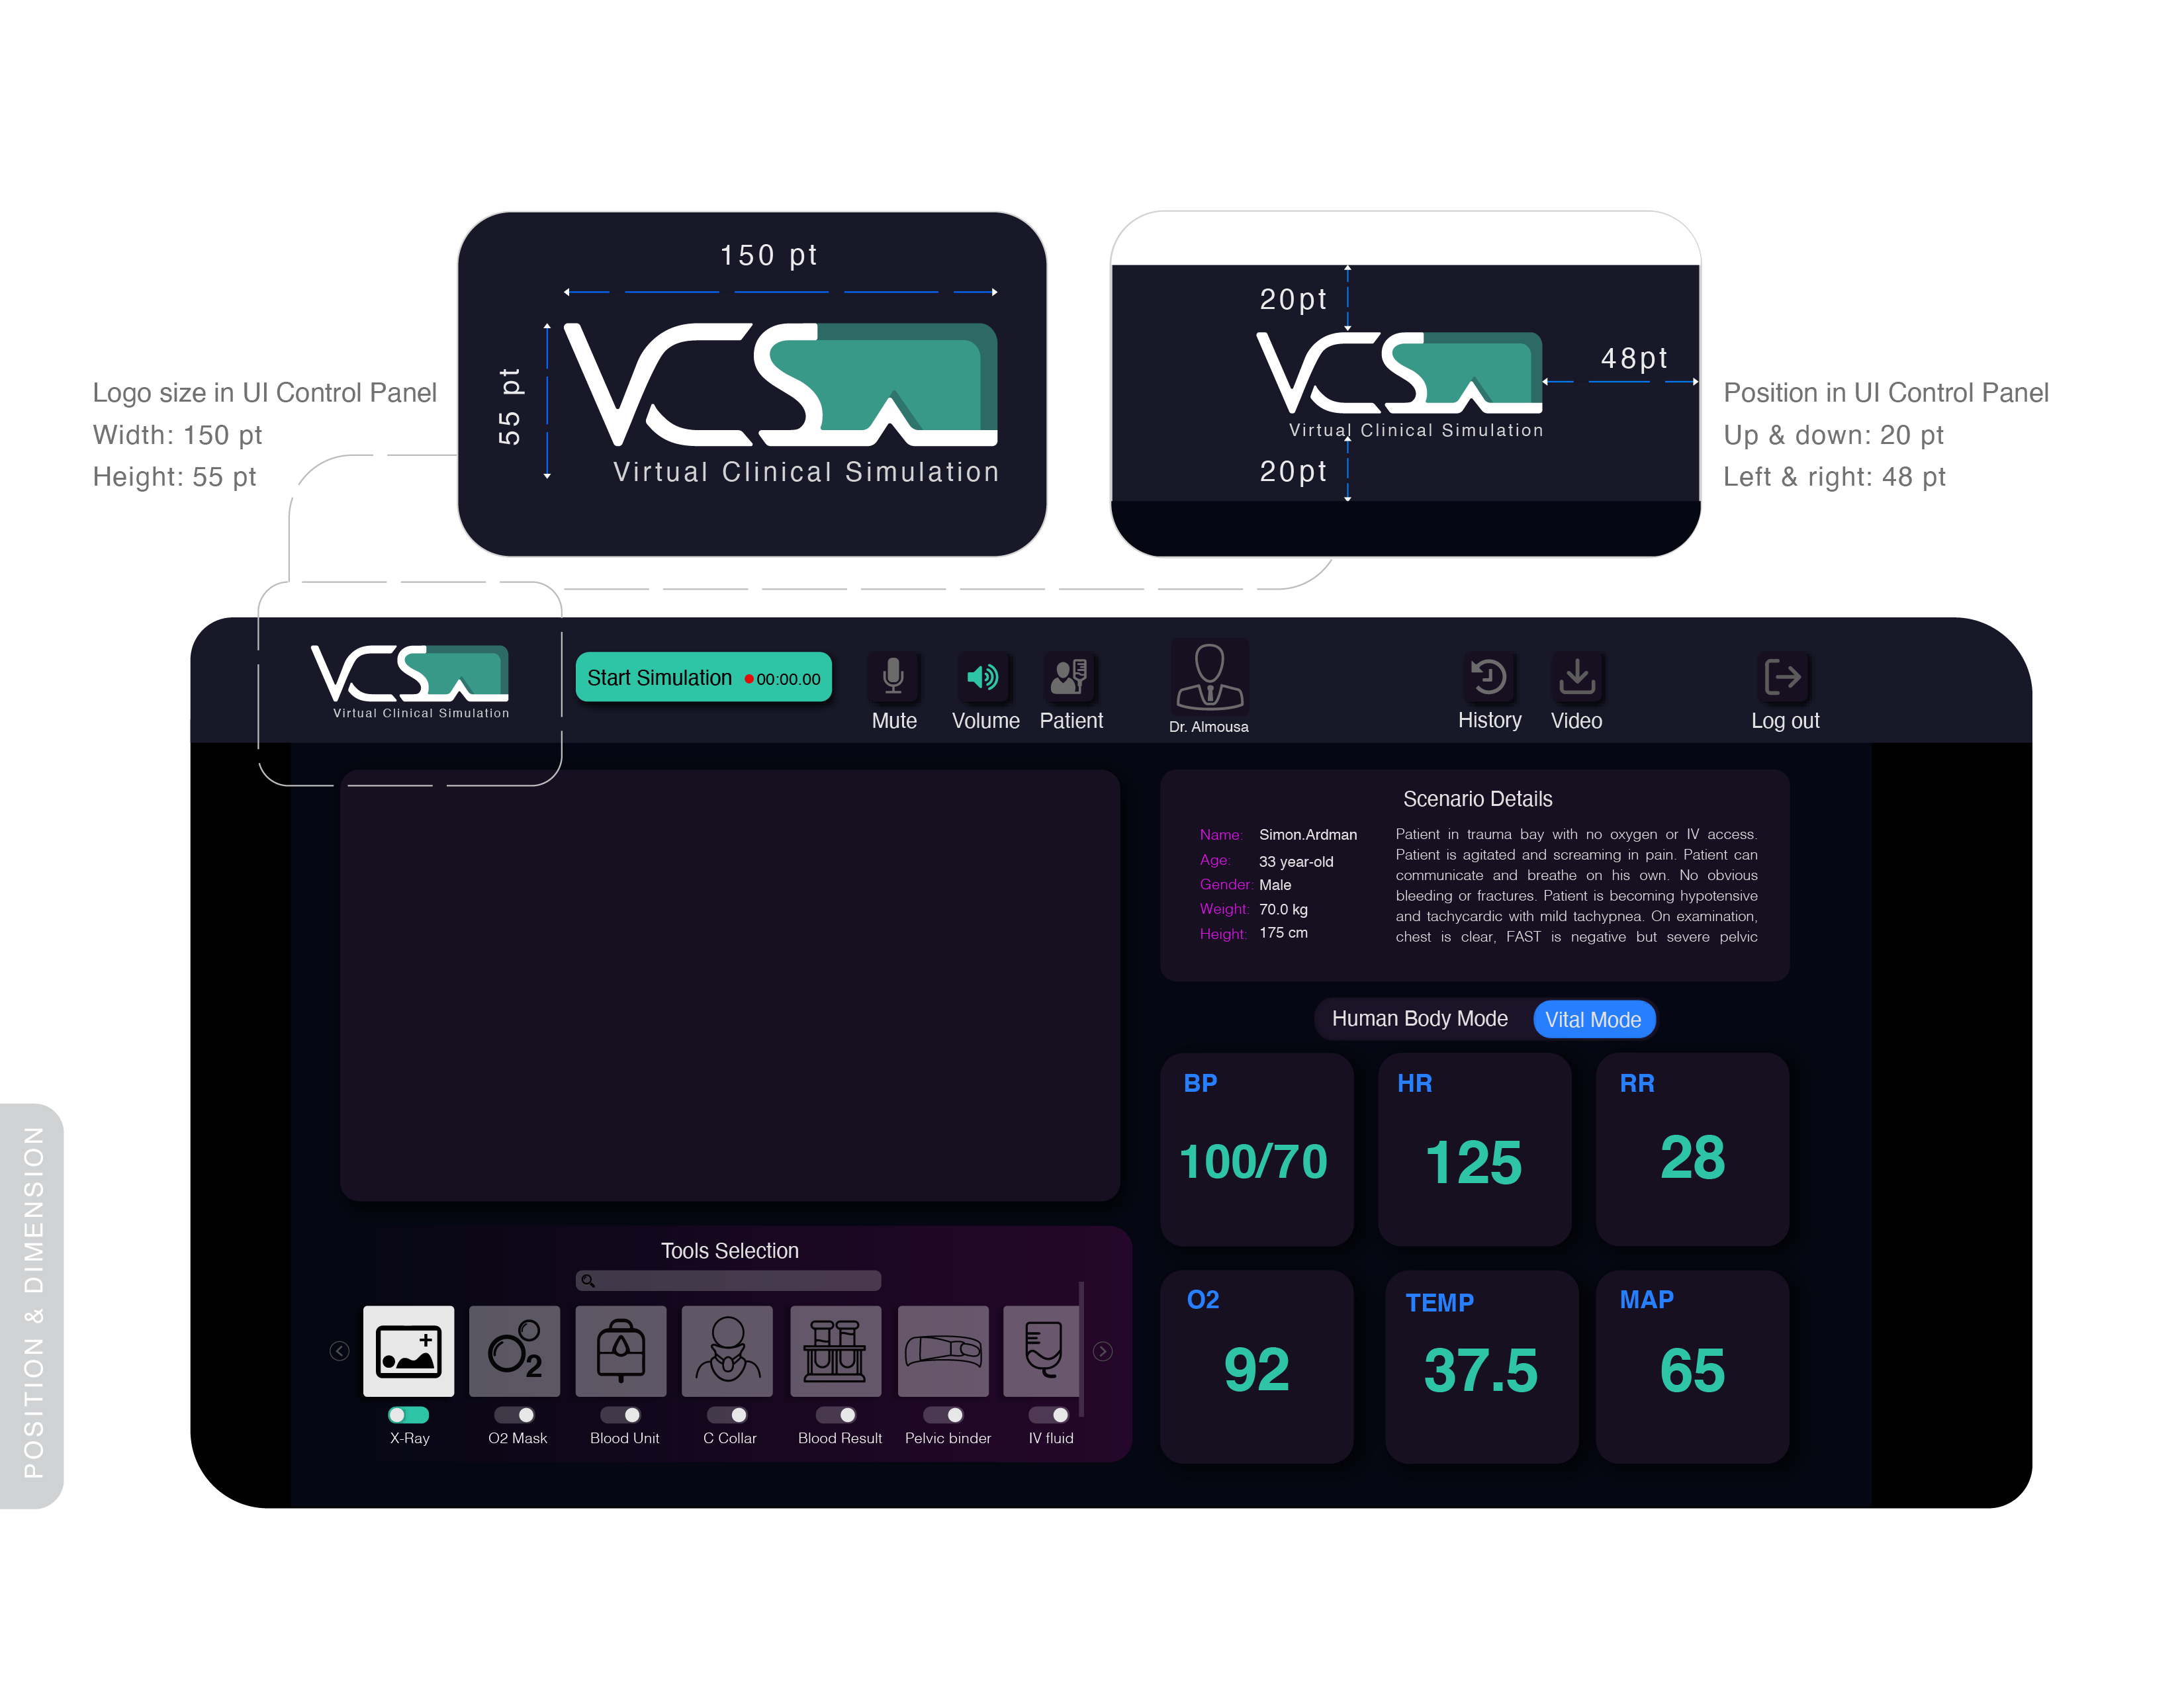 150 pt
55 pt
VCS
Virtual Clinical Simulation
20pt
VCS
48pt
Virtual Clinical Simulation
20pt
Logo size in UI Control Panel
Width: 150 pt
Height: 55 pt
Position in UI Control Panel
Up & down: 20 pt
Left & right: 48 pt
VCS
Virtual Clinical Simulation
Start Simulation 00:00.00
Mute
Volume
Patient
Dr. Almousa
History
Video
Log out
Scenario Details
Name: Simon.Ardman
Age: 33 year-old
Gender: Male
Weight: 70.0 kg
Height: 175 cm
Patient in trauma bay with no oxygen or IV access.
Patient is agitated and screaming in pain. Patient can
communicate and breathe on his own. No obvious
bleeding or fractures. Patient is becoming hypotensive
and tachycardic with mild tachypnea. On examination,
chest is clear, FAST is negative but severe pelvic
Human Body Mode
Vital Mode
BP
100/70
HR
125
RR
28
O2
92
TEMP
37.5
MAP
65
Tools Selection
2
X-Ray
O2 Mask
Blood Unit
C Collar
Blood Result
Pelvic binder
IV fluid
POSITION & DIMENSION